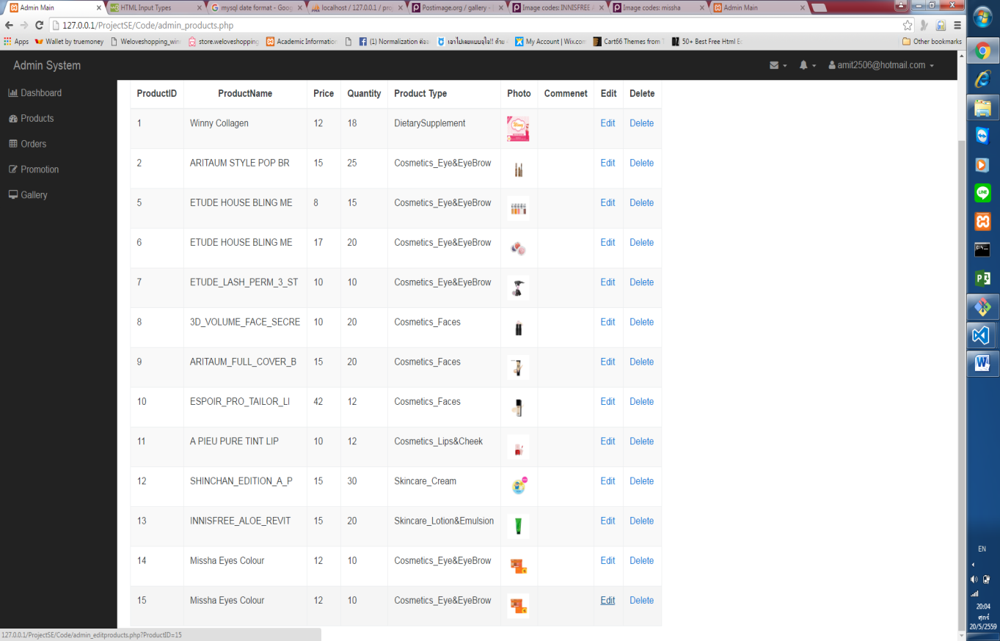 Admin Main
HTML Input Types
mysql date format - Goog
localhost / 127.0.0.1 / proj
Postimage.org / gallery -
Image codes: INNISFREE
Image codes: missha
Admin Main
127.0.0.1/ProjectSE/Code/admin_products.php
Apps
Wallet by truemoney
Weloveshopping_win
store.weloveshopping
Academic Information
(1) Normalization คืออ
เอาไปเลยแบบจุใจ!! ด้วย
My Account | Wix.com
Cart66 Themes from
50+ Best Free Html E
Other bookmarks
Admin System
amit2506@hotmail.com
Dashboard
Products
Orders
Promotion
Gallery
ProductID ProductName Price Quantity Product Type Photo Commenet Edit Delete
1 Winny Collagen 12 18 DietarySupplement Edit Delete
2 ARITAUM STYLE POP BR 15 25 Cosmetics_Eye&EyeBrow Edit Delete
5 ETUDE HOUSE BLING ME 8 15 Cosmetics_Eye&EyeBrow Edit Delete
6 ETUDE HOUSE BLING ME 17 20 Cosmetics_Eye&EyeBrow Edit Delete
7 ETUDE_LASH_PERM_3_ST 10 10 Cosmetics_Eye&EyeBrow Edit Delete
8 3D_VOLUME_FACE_SECRE 10 20 Cosmetics_Faces Edit Delete
9 ARITAUM_FULL_COVER_B 15 20 Cosmetics_Faces Edit Delete
10 ESPOIR_PRO_TAILOR_LI 42 12 Cosmetics_Faces Edit Delete
11 A PIEU PURE TINT LIP 10 12 Cosmetics_Lips&Cheek Edit Delete
12 SHINCHAN_EDITION_A_P 15 30 Skincare_Cream Edit Delete
13 INNISFREE_ALOE_REVIT 15 20 Skincare_Lotion&Emulsion Edit Delete
14 Missha Eyes Colour 12 10 Cosmetics_Eye&EyeBrow Edit Delete
15 Missha Eyes Colour 12 10 Cosmetics_Eye&EyeBrow Edit Delete
127.0.0.1/ProjectSE/Code/admin_editproducts.php?ProductID=15
LINE
EN
20:04
ศุกร์
20/5/2559